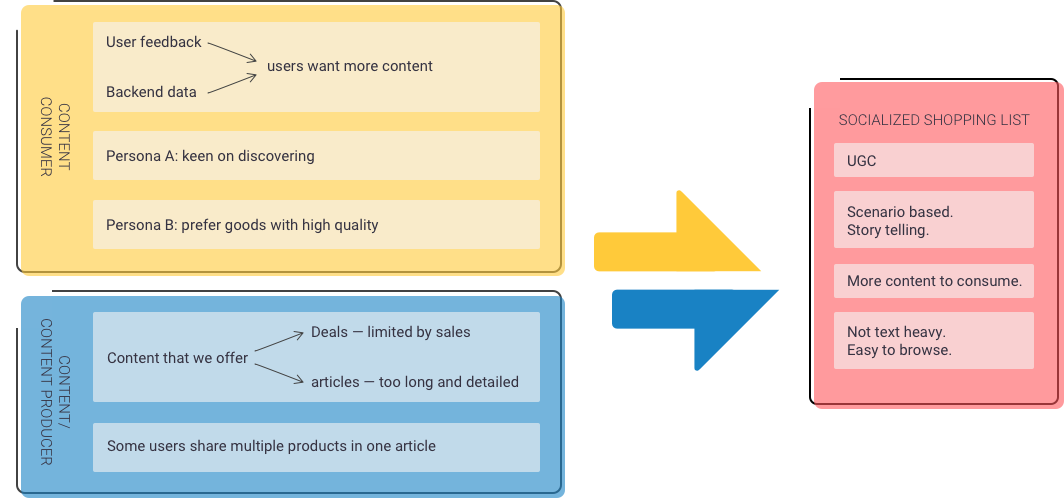 CONTENT
CONSUMER
User feedback
users want more content
Backend data
Persona A: keen on discovering
Persona B: prefer goods with high quality
CONTENT/
CONTENT PRODUCER
Deals — limited by sales
Content that we offer
articles — too long and detailed
Some users share multiple products in one article
SOCIALIZED SHOPPING LIST
UGC
Scenario based.
Story telling.
More content to consume.
Not text heavy.
Easy to browse.